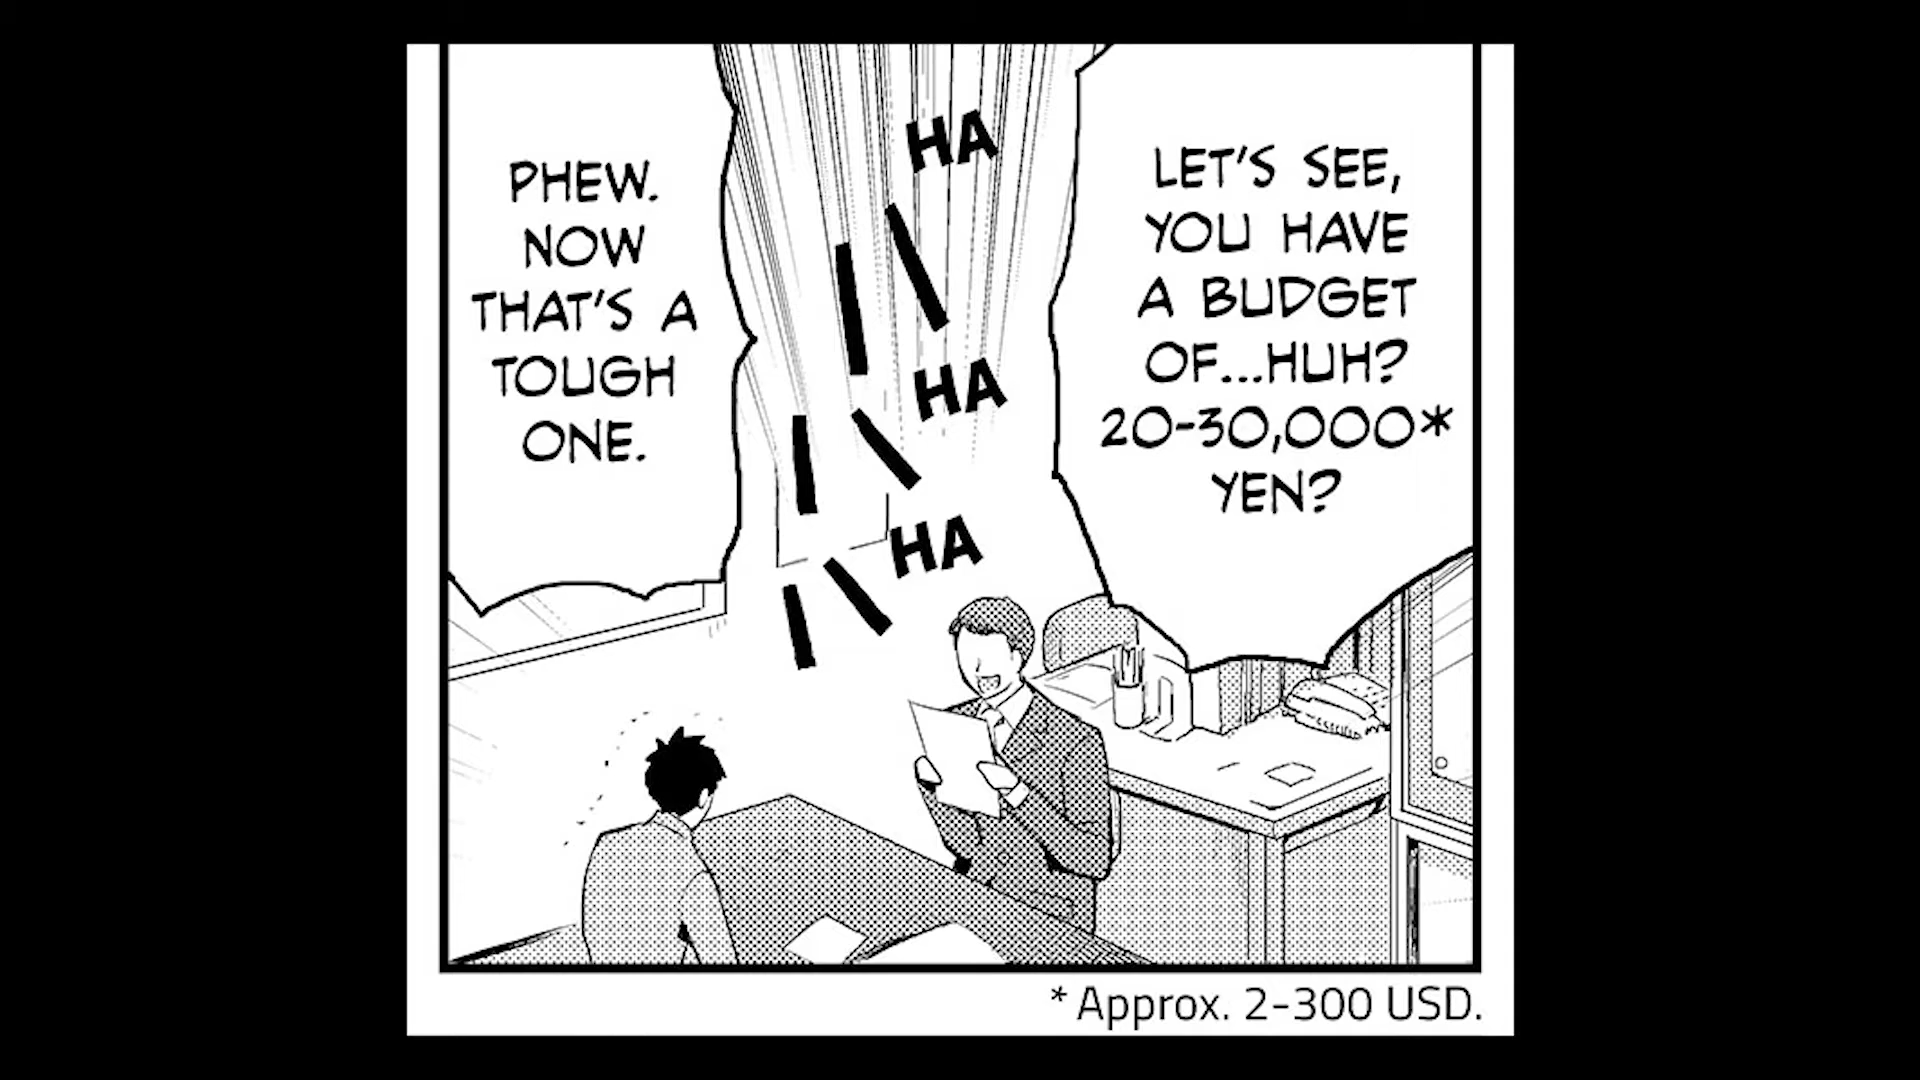 LET'S SEE,
YOU HAVE
A BUDGET
OF...HUH?
20-30,000*
YEN?
HA
HA
HA
PHEW.
NOW
THAT'S A
TOUGH
ONE.
* Approx. 2-300 USD.